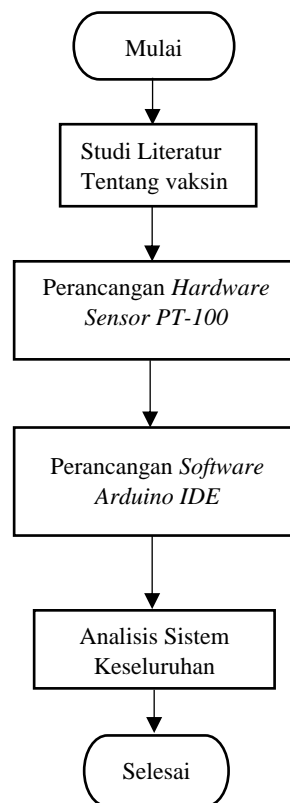 Mulai
Studi Literatur
Tentang vaksin
Perancangan Hardware
Sensor PT-100
Perancangan Software
Arduino IDE
Analisis Sistem
Keseluruhan
Selesai